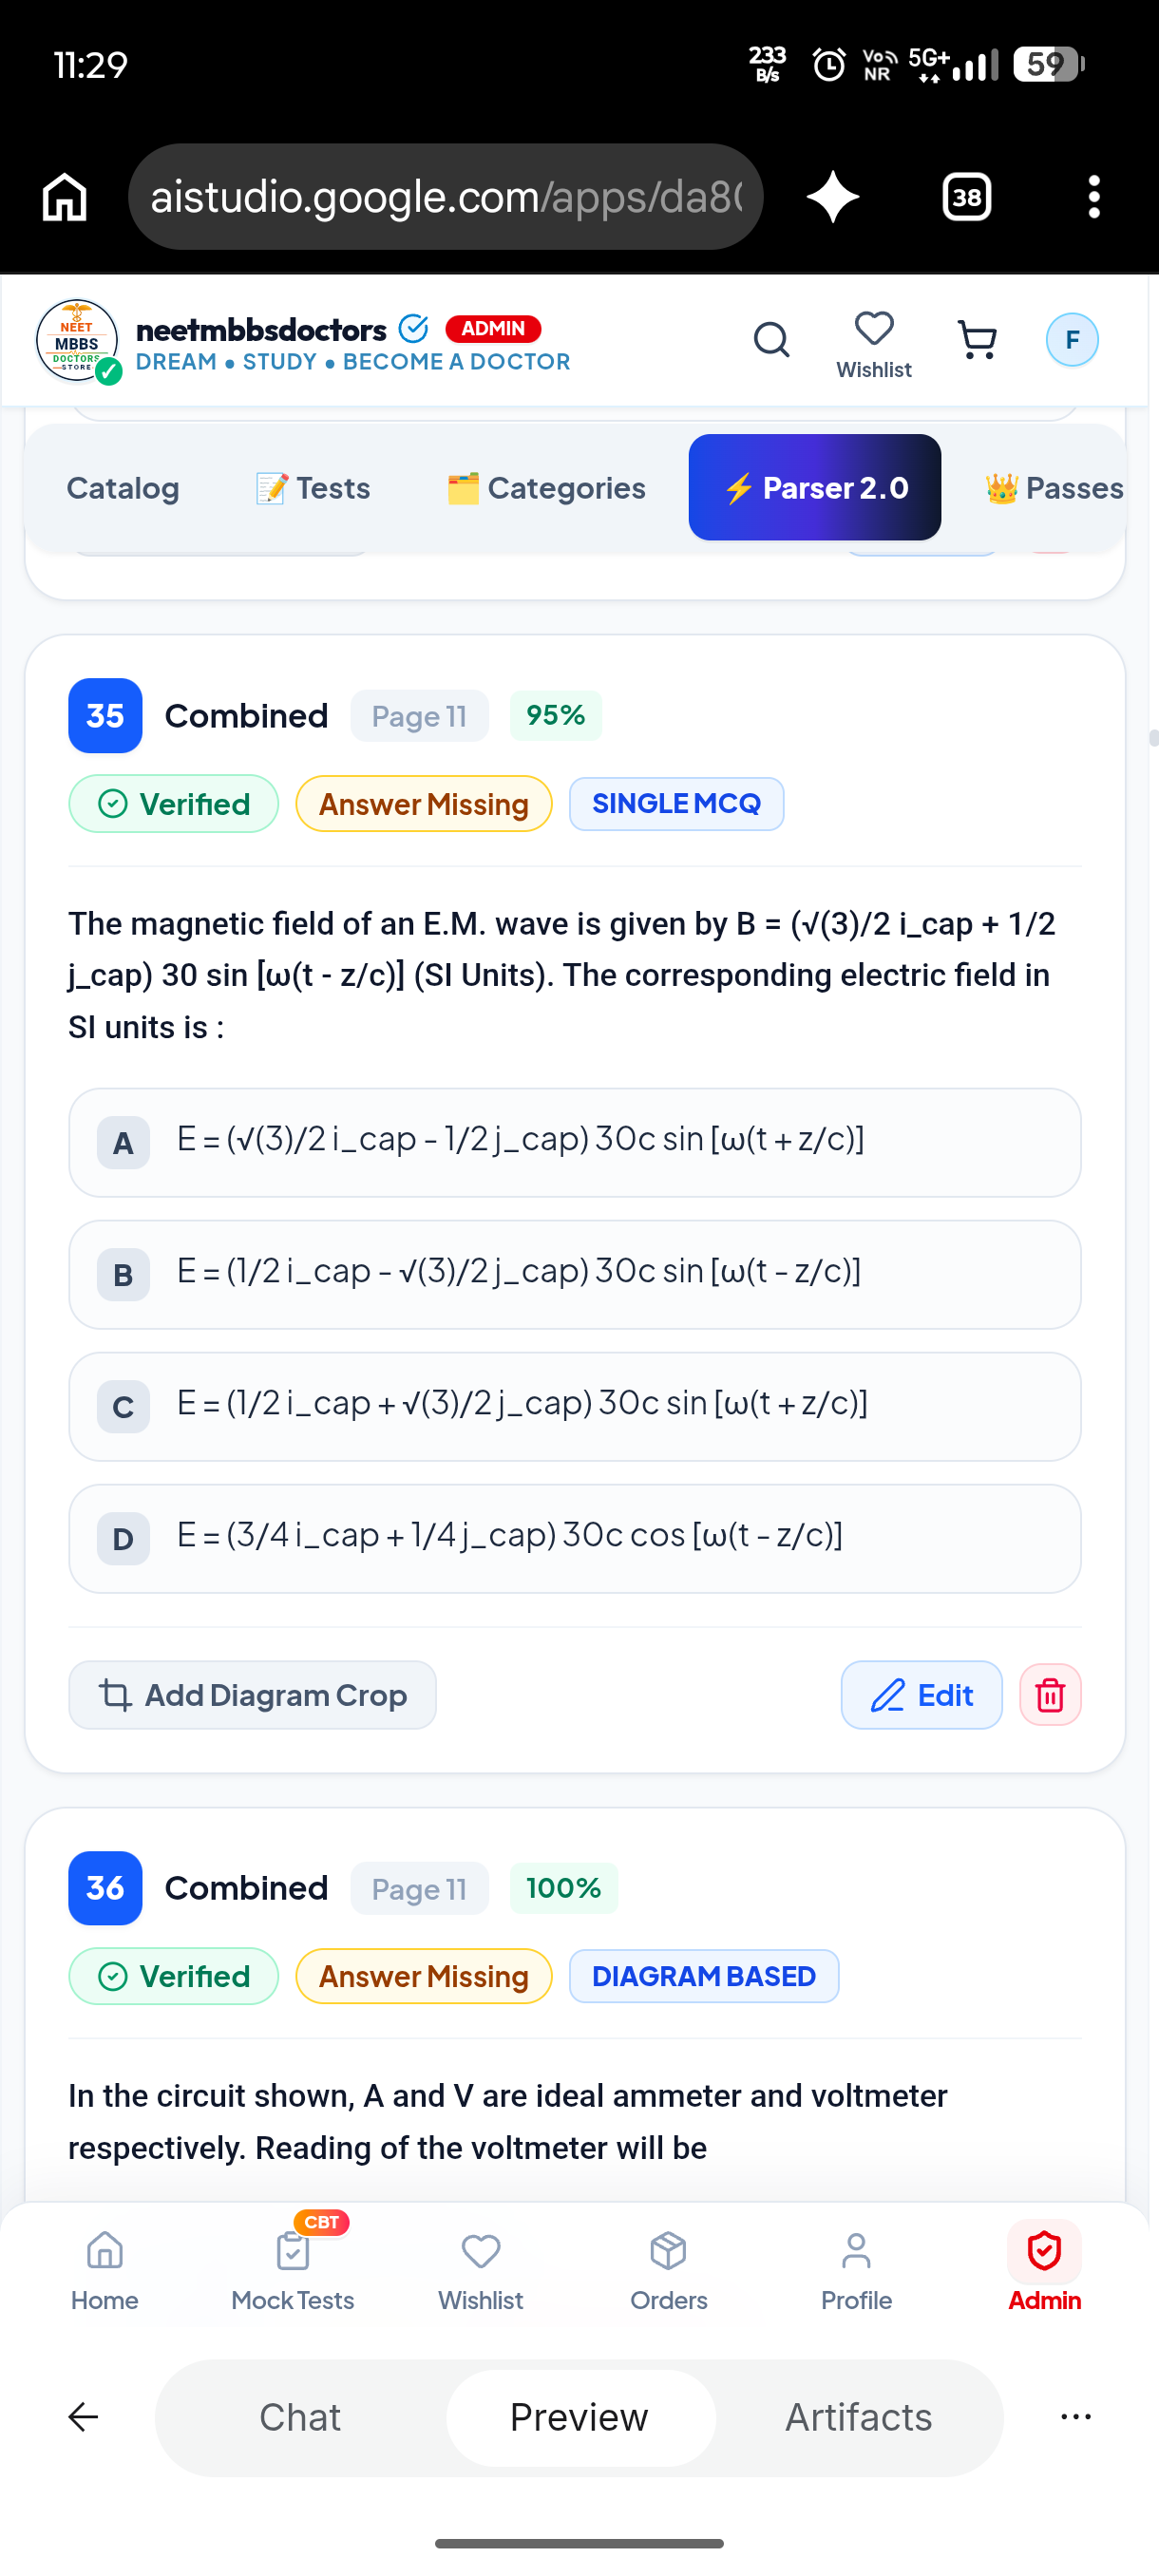 11:29
233 B/s
Vo NR
5G+
59
aistudio.google.com/apps/da8
38
NEET
MBBS
DOCTORS
STORE
neetmbbsdoctors
ADMIN
DREAM • STUDY • BECOME A DOCTOR
Wishlist
F
Catalog
📝 Tests
🗂️ Categories
⚡ Parser 2.0
👑 Passes
35
Combined
Page 11
95%
Verified
Answer Missing
SINGLE MCQ
The magnetic field of an E.M. wave is given by B = (√(3)/2 i_cap + 1/2
j_cap) 30 sin [ω(t - z/c)] (SI Units). The corresponding electric field in
SI units is :
A
E = (√(3)/2 i_cap - 1/2 j_cap) 30c sin [ω(t + z/c)]
B
E = (1/2 i_cap - √(3)/2 j_cap) 30c sin [ω(t - z/c)]
C
E = (1/2 i_cap + √(3)/2 j_cap) 30c sin [ω(t + z/c)]
D
E = (3/4 i_cap + 1/4 j_cap) 30c cos [ω(t - z/c)]
Add Diagram Crop
Edit
36
Combined
Page 11
100%
Verified
Answer Missing
DIAGRAM BASED
In the circuit shown, A and V are ideal ammeter and voltmeter
respectively. Reading of the voltmeter will be
CBT
Home
Mock Tests
Wishlist
Orders
Profile
Admin
Chat
Preview
Artifacts